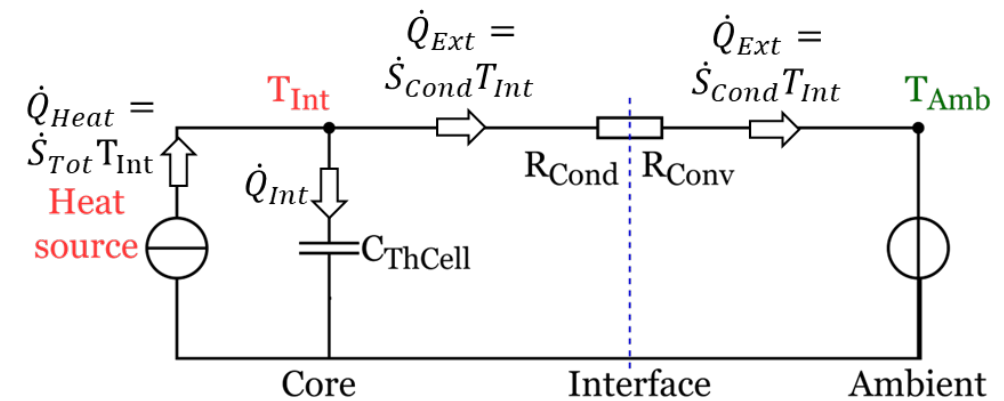 Q̇_Ext =
Ṡ_Cond T_Int
Q̇_Ext =
Ṡ_Cond T_Int
T_Int
T_Amb
Q̇_Heat =
Ṡ_Tot T_Int
Heat
source
Q̇_Int
C_ThCell
R_Cond
R_Conv
Core
Interface
Ambient